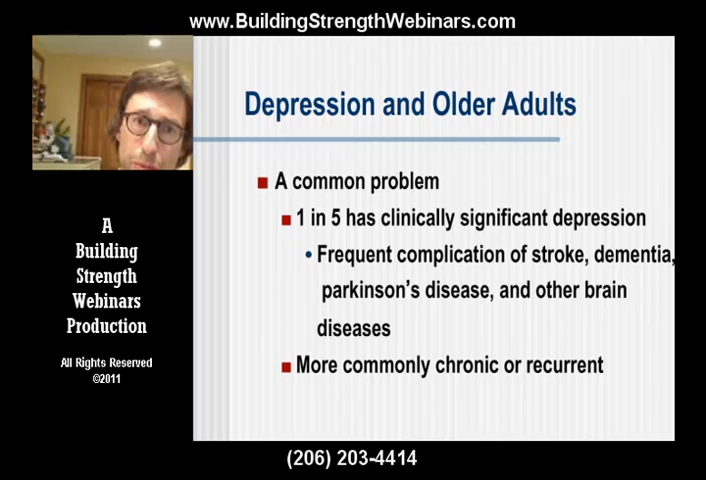 www.BuildingStrengthWebinars.com
Depression and Older Adults
A common problem
1 in 5 has clinically significant depression
Frequent complication of stroke, dementia,
parkinson's disease, and other brain
diseases
More commonly chronic or recurrent
A
Building
Strength
Webinars
Production
All Rights Reserved
©2011
(206) 203-4414